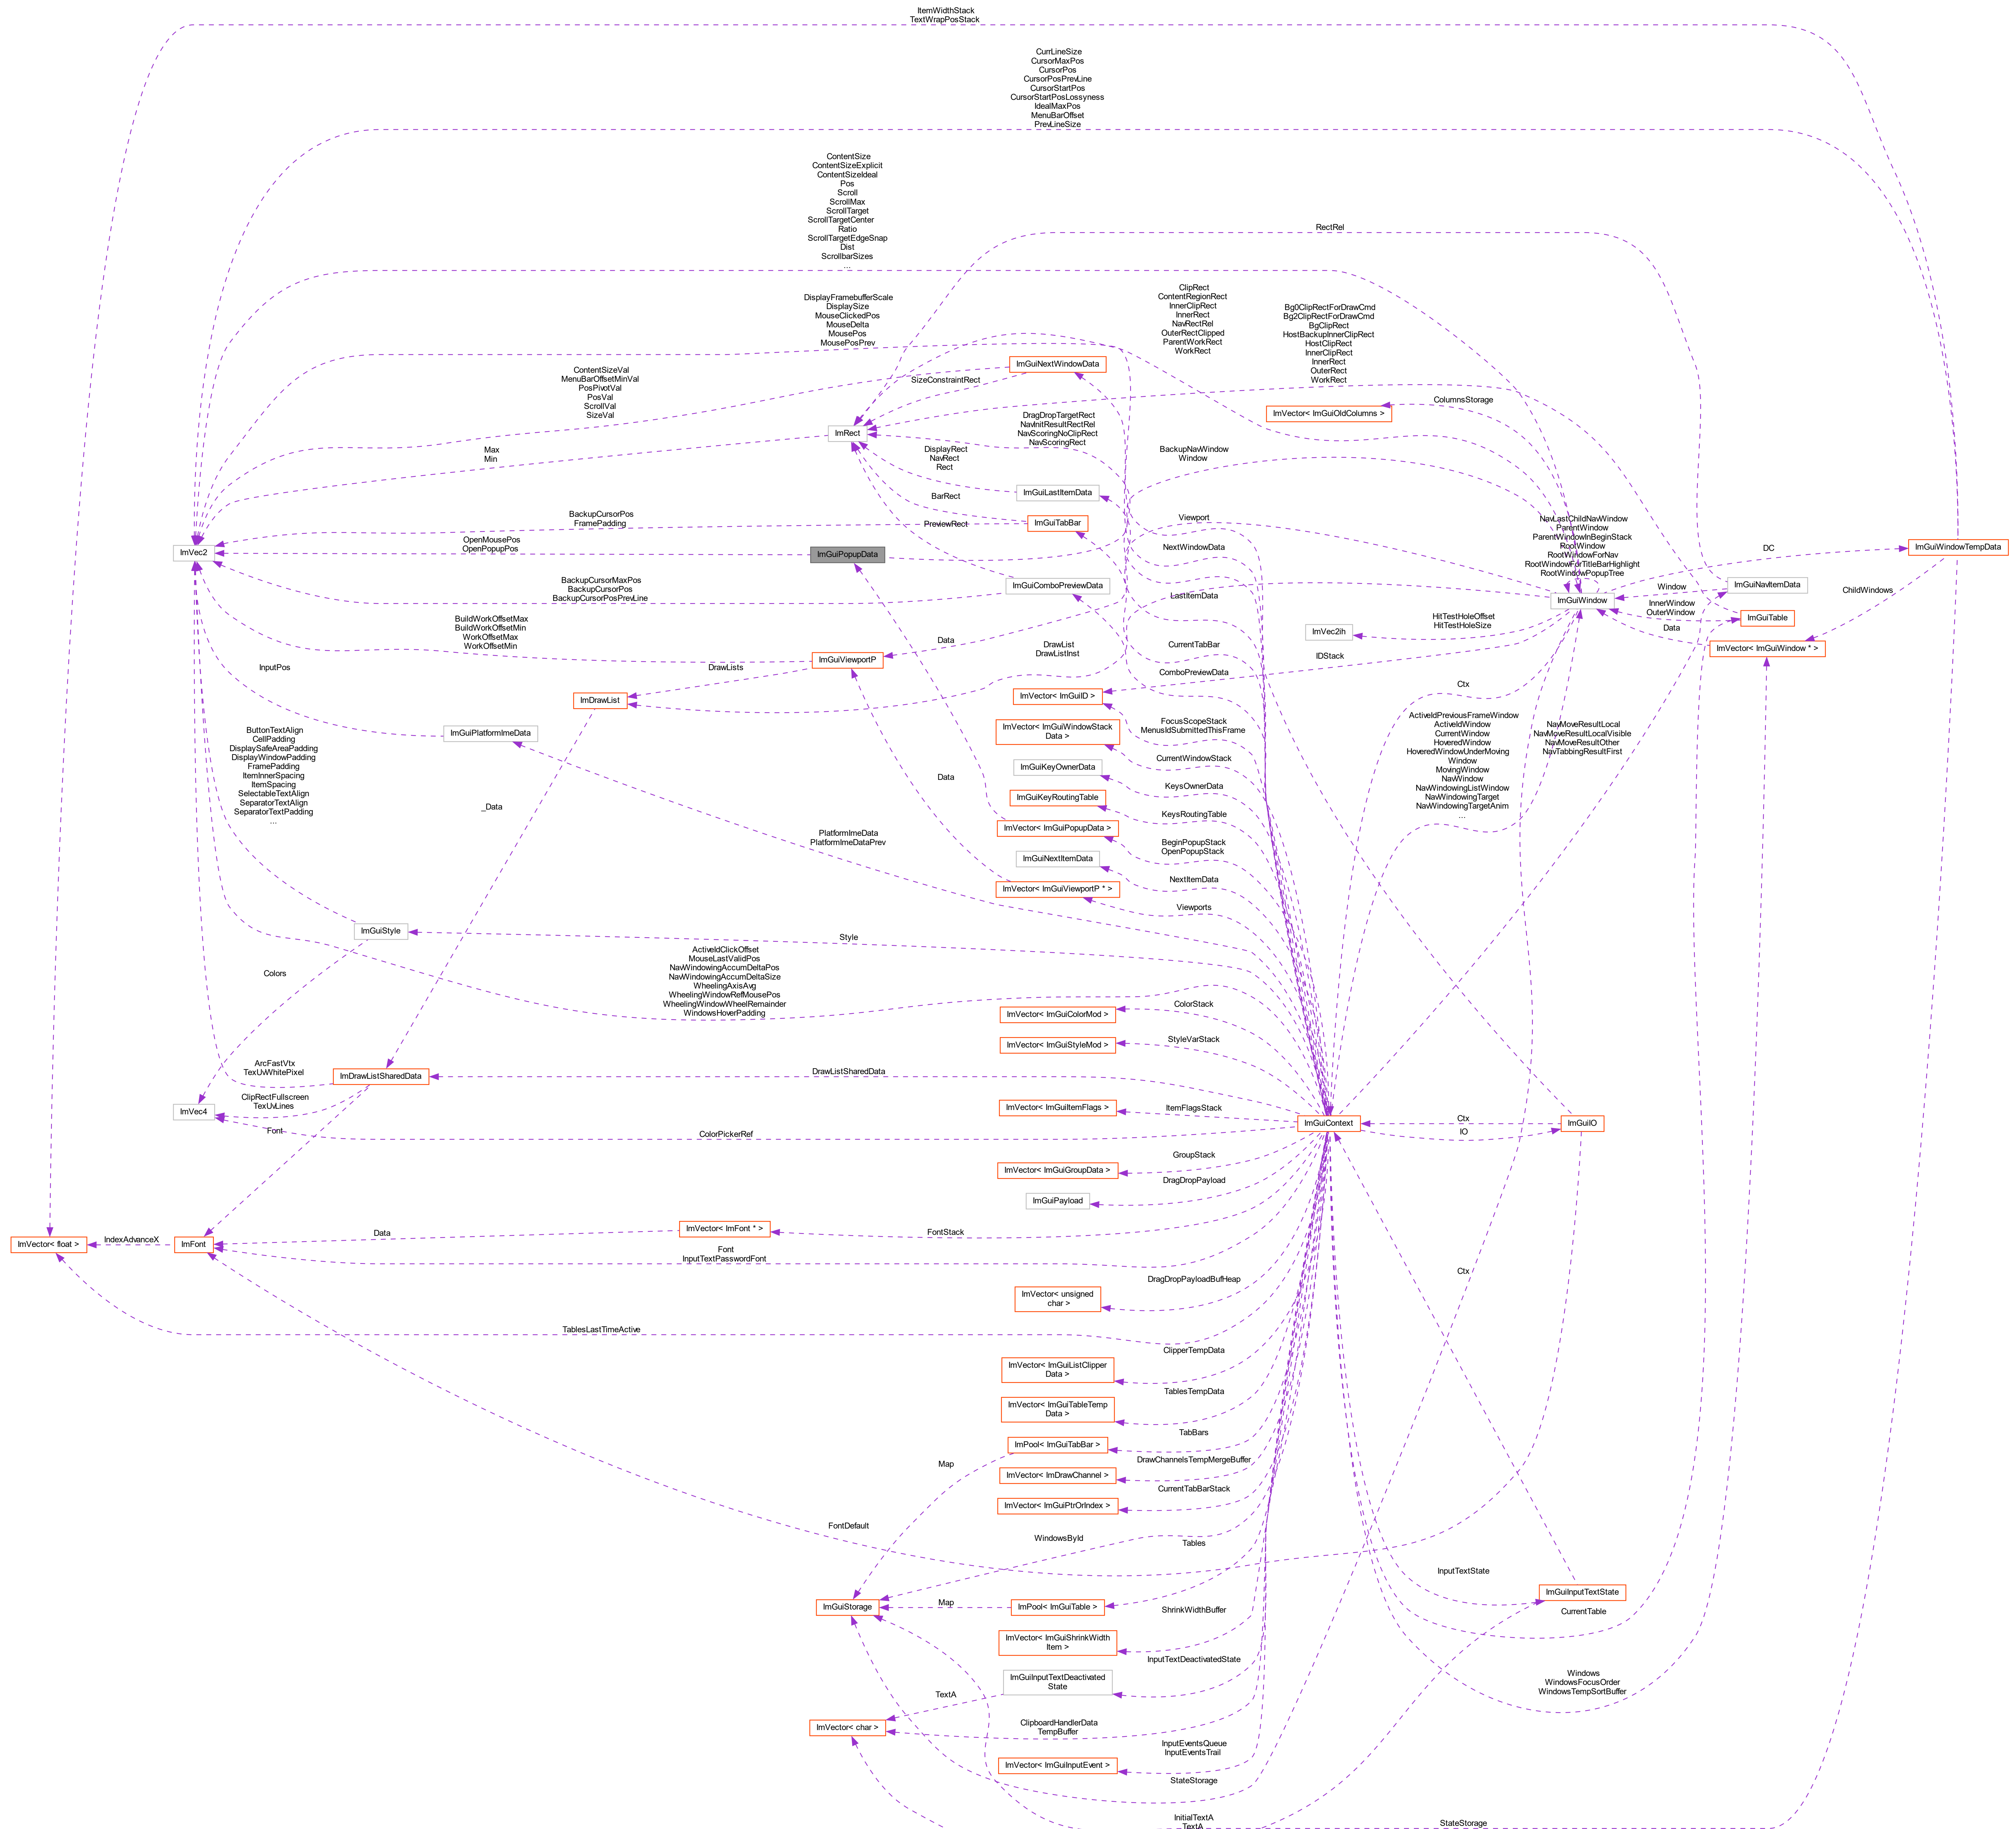 ItemWidthStack
TextWrapPosStack
CurrLineSize
CursorMaxPos
CursorPos
CursorPosPrevLine
CursorStartPos
CursorStartPosLossyness
IdealMaxPos
MenuBarOffset
PrevLineSize
ContentSize
ContentSizeExplicit
ContentSizeIdeal
Pos
Scroll
ScrollMax
ScrollTarget
ScrollTargetCenter
Ratio
ScrollTargetEdgeSnap
Dist
ScrollbarSizes
...
RectRel
DisplayFramebufferScale
DisplaySize
MouseClickedPos
MouseDelta
MousePos
MousePosPrev
ClipRect
ContentRegionRect
InnerClipRect
InnerRect
NavRectRel
OuterRectClipped
ParentWorkRect
WorkRect
Bg0ClipRectForDrawCmd
Bg2ClipRectForDrawCmd
BgClipRect
HostBackupInnerClipRect
HostClipRect
InnerClipRect
InnerRect
OuterRect
WorkRect
ContentSizeVal
MenuBarOffsetMinVal
PosPivotVal
PosVal
ScrollVal
SizeVal
ImGuiNextWindowData
SizeConstraintRect
ColumnsStorage
ImVector< ImGuiOldColumns >
ImRect
Max
Min
DragDropTargetRect
NavInitResultRectRel
NavScoringNoClipRect
NavScoringRect
DisplayRect
NavRect
Rect
BackupNavWindow
Window
ImGuiLastItemData
BarRect
BackupCursorPos
FramePadding
ImGuiTabBar
PreviewRect
Viewport
NavLastChildNavWindow
ParentWindow
ParentWindowInBeginStack
RootWindow
RootWindowForNav
RootWindowForTitleBarHighlight
RootWindowPopupTree
ImVec2
OpenMousePos
OpenPopupPos
ImGuiPopupData
NextWindowData
DC
ImGuiWindowTempData
BackupCursorMaxPos
BackupCursorPos
BackupCursorPosPrevLine
ImGuiComboPreviewData
LastItemData
ImGuiWindow
Window
ImGuiNavItemData
ChildWindows
InnerWindow
OuterWindow
ImGuiTable
BuildWorkOffsetMax
BuildWorkOffsetMin
WorkOffsetMax
WorkOffsetMin
ImVec2ih
HitTestHoleOffset
HitTestHoleSize
Data
ImVector< ImGuiWindow * >
ImGuiViewportP
Data
DrawList
DrawListInst
CurrentTabBar
IDStack
InputPos
DrawLists
ComboPreviewData
Ctx
ImDrawList
ImVector< ImGuiID >
ImGuiPlatformImeData
ImVector< ImGuiWindowStack
Data >
FocusScopeStack
MenusIdSubmittedThisFrame
ActiveIdPreviousFrameWindow
ActiveIdWindow
CurrentWindow
HoveredWindow
HoveredWindowUnderMoving
Window
MovingWindow
NavWindow
NavWindowingListWindow
NavWindowingTarget
NavWindowingTargetAnim
...
NavMoveResultLocal
NavMoveResultLocalVisible
NavMoveResultOther
NavTabbingResultFirst
ButtonTextAlign
CellPadding
DisplaySafeAreaPadding
DisplayWindowPadding
FramePadding
ItemInnerSpacing
ItemSpacing
SelectableTextAlign
SeparatorTextAlign
SeparatorTextPadding
...
CurrentWindowStack
ImGuiKeyOwnerData
KeysOwnerData
Data
ImGuiKeyRoutingTable
KeysRoutingTable
_Data
ImVector< ImGuiPopupData >
PlatformImeData
PlatformImeDataPrev
BeginPopupStack
OpenPopupStack
ImGuiNextItemData
NextItemData
ImVector< ImGuiViewportP * >
Viewports
ImGuiStyle
Style
Colors
ActiveIdClickOffset
MouseLastValidPos
NavWindowingAccumDeltaPos
NavWindowingAccumDeltaSize
WheelingAxisAvg
WheelingWindowRefMousePos
WheelingWindowWheelRemainder
WindowsHoverPadding
ImVector< ImGuiColorMod >
ColorStack
ImVector< ImGuiStyleMod >
StyleVarStack
ArcFastVtx
TexUvWhitePixel
ImDrawListSharedData
DrawListSharedData
ClipRectFullscreen
TexUvLines
ImVec4
ImVector< ImGuiItemFlags >
ItemFlagsStack
ImGuiContext
Ctx
IO
ImGuiIO
Font
ColorPickerRef
ImVector< ImGuiGroupData >
GroupStack
ImGuiPayload
DragDropPayload
ImVector< float >
IndexAdvanceX
ImFont
Data
ImVector< ImFont * >
FontStack
Font
InputTextPasswordFont
ImVector< unsigned
char >
DragDropPayloadBufHeap
Ctx
TablesLastTimeActive
ImVector< ImGuiListClipper
Data >
ClipperTempData
ImVector< ImGuiTableTemp
Data >
TablesTempData
ImPool< ImGuiTabBar >
TabBars
Map
ImVector< ImDrawChannel >
DrawChannelsTempMergeBuffer
ImVector< ImGuiPtrOrIndex >
CurrentTabBarStack
FontDefault
WindowsById
Tables
InputTextState
ImGuiInputTextState
ImGuiStorage
Map
ImPool< ImGuiTable >
ShrinkWidthBuffer
CurrentTable
ImVector< ImGuiShrinkWidth
Item >
InputTextDeactivatedState
ImGuiInputTextDeactivated
State
Windows
WindowsFocusOrder
WindowsTempSortBuffer
TextA
ImVector< char >
ClipboardHandlerData
TempBuffer
ImVector< ImGuiInputEvent >
InputEventsQueue
InputEventsTrail
StateStorage
InitialTextA
TextA
StateStorage